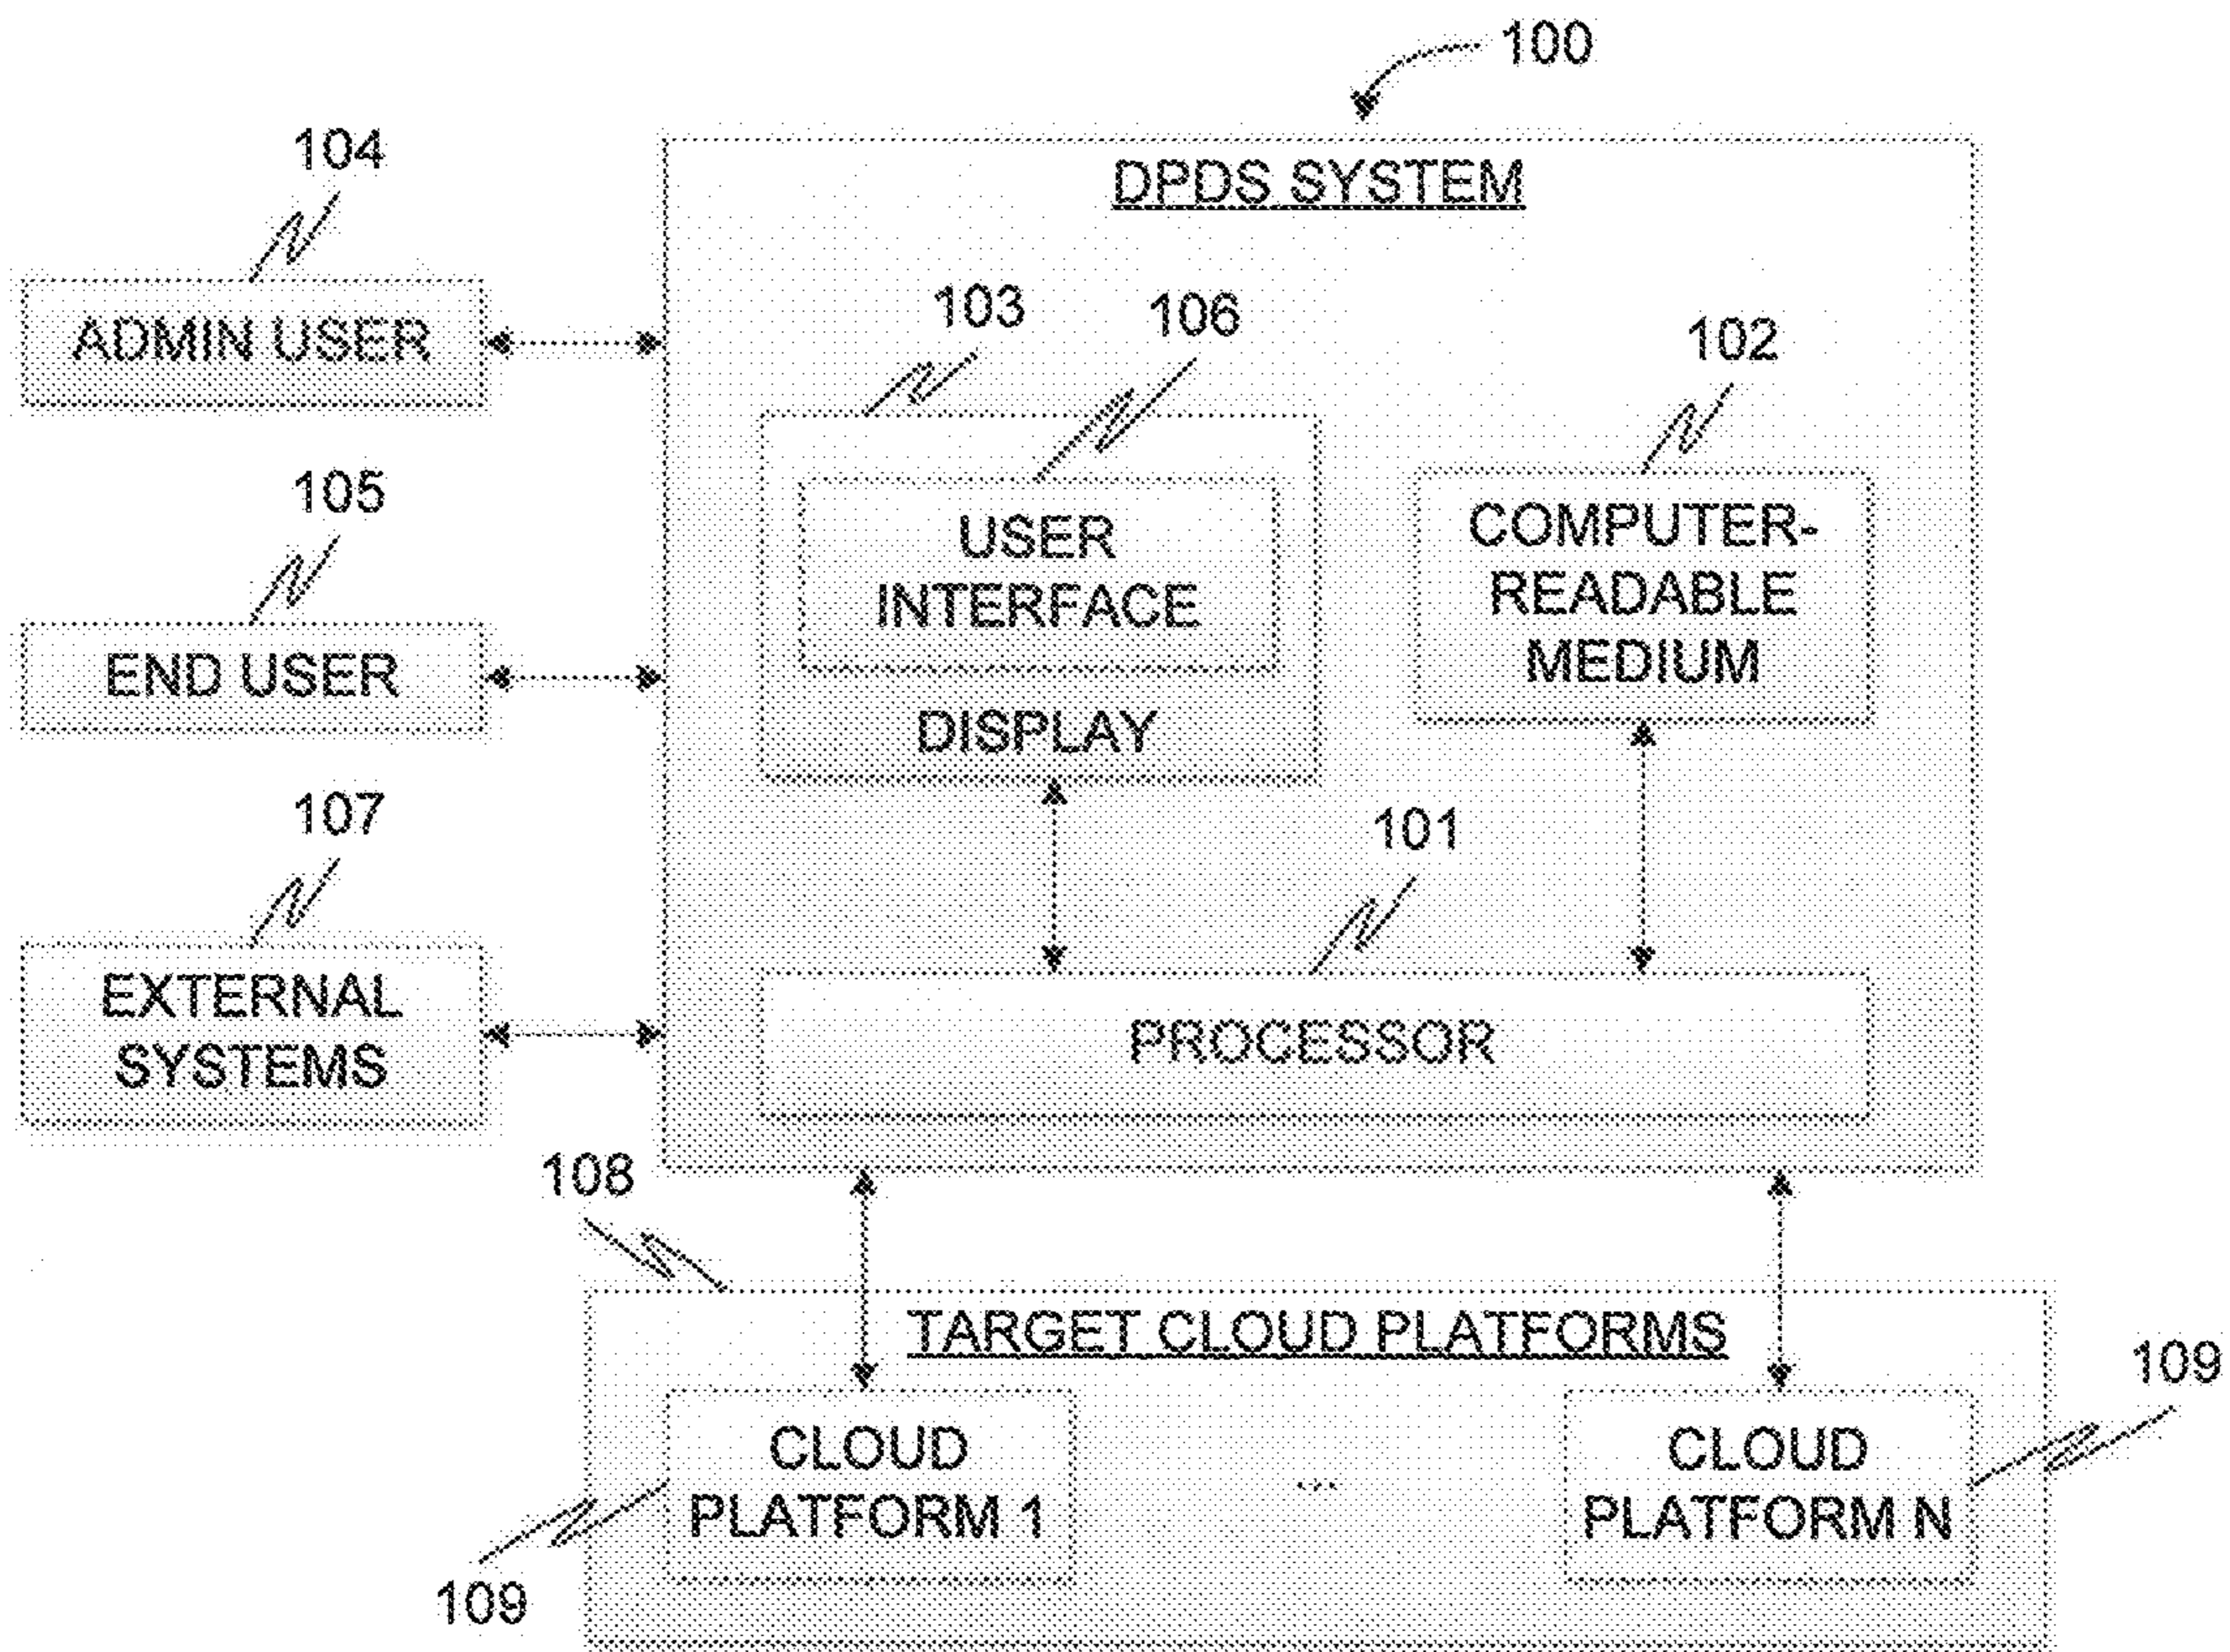 100
DPDS SYSTEM
104
ADMIN USER
103
106
102
USER
INTERFACE
DISPLAY
COMPUTER-
READABLE
MEDIUM
105
END USER
107
EXTERNAL
SYSTEMS
101
PROCESSOR
108
TARGET CLOUD PLATFORMS
CLOUD
PLATFORM 1
109
...
CLOUD
PLATFORM N
109